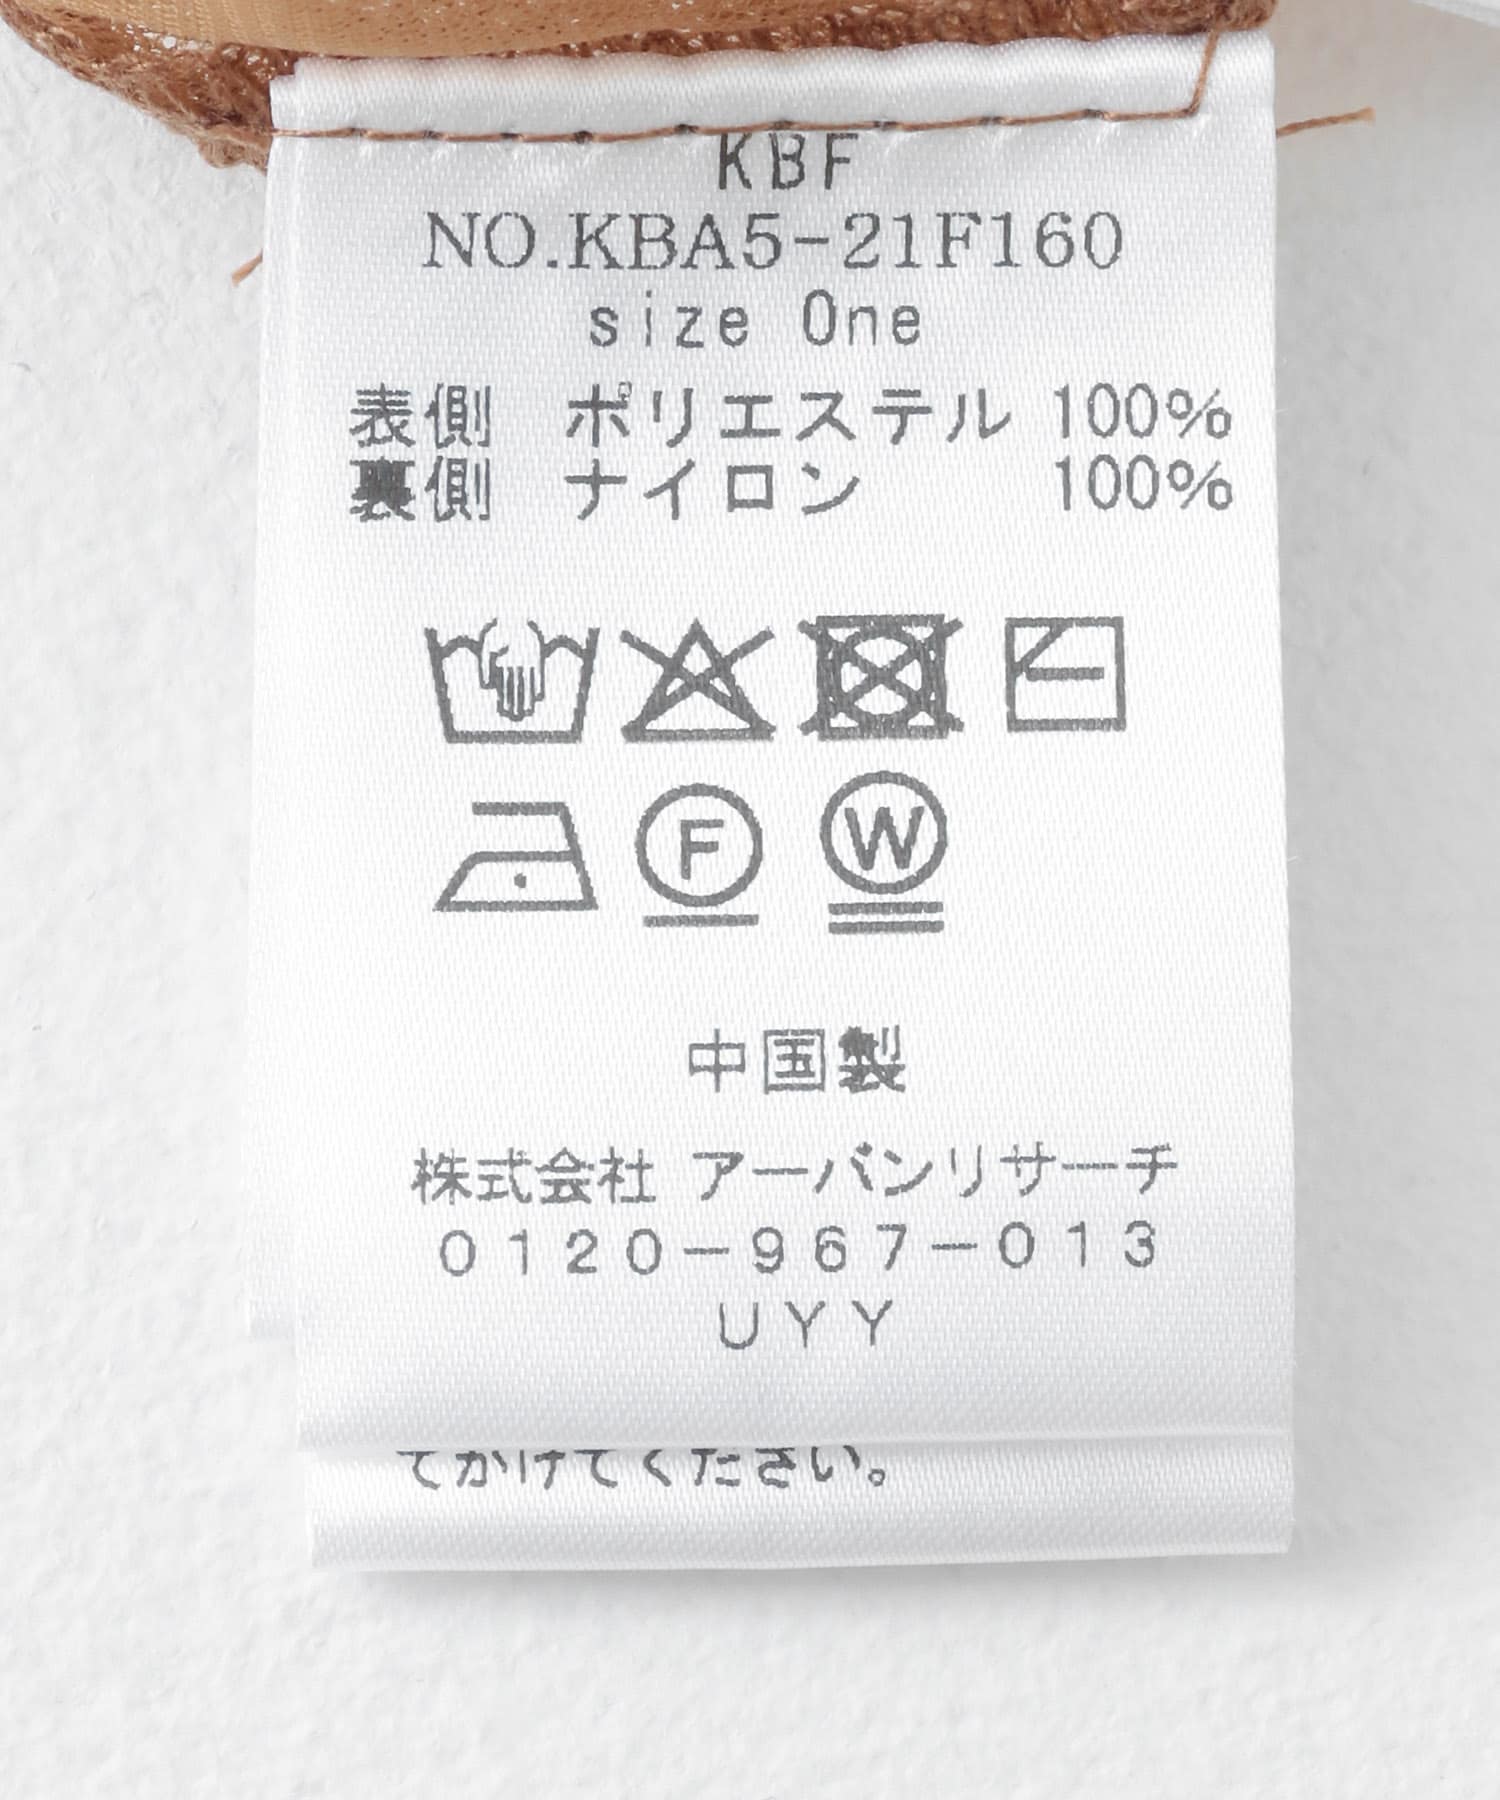 KBF
NO.KBA5-21F160
size One
表側 ポリエステル 100%
裏側 ナイロン 100%
F
W
中国製
株式会社 アーバンリサーチ
0120-967-013
UYY
てかけてください。